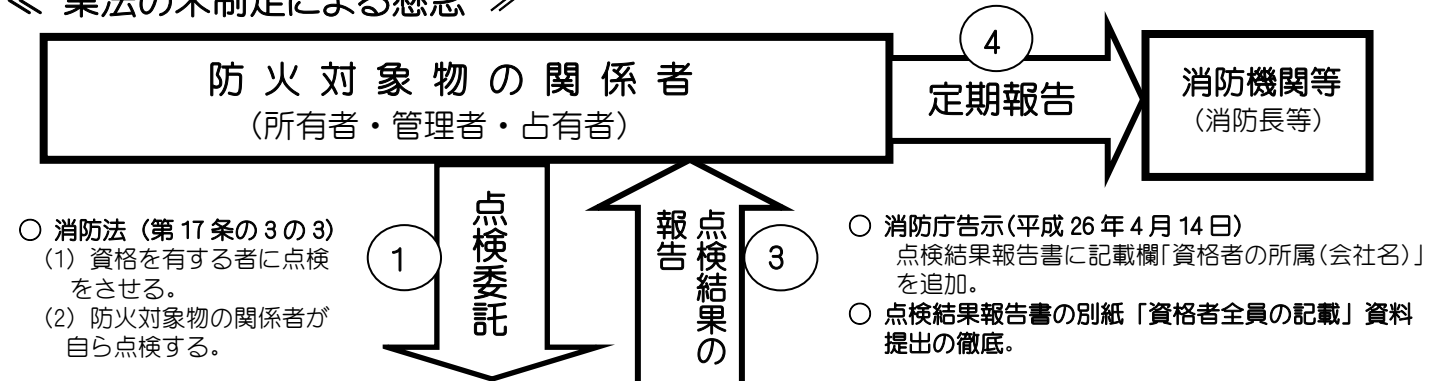 ≪ 業法の未制定による懸念 ≫
防火対象物の関係者
（所有者・管理者・占有者）
4
定期報告
消防機関等
（消防長等）
○ 消防法（第17条の3の3）
(1) 資格を有する者に点検
をさせる。
(2) 防火対象物の関係者が
自ら点検する。
1
点検委託
点検結果の
報告
3
○ 消防庁告示(平成26年4月14日)
点検結果報告書に記載欄「資格者の所属(会社名)」
を追加。
○ 点検結果報告書の別紙「資格者全員の記載」資料
提出の徹底。